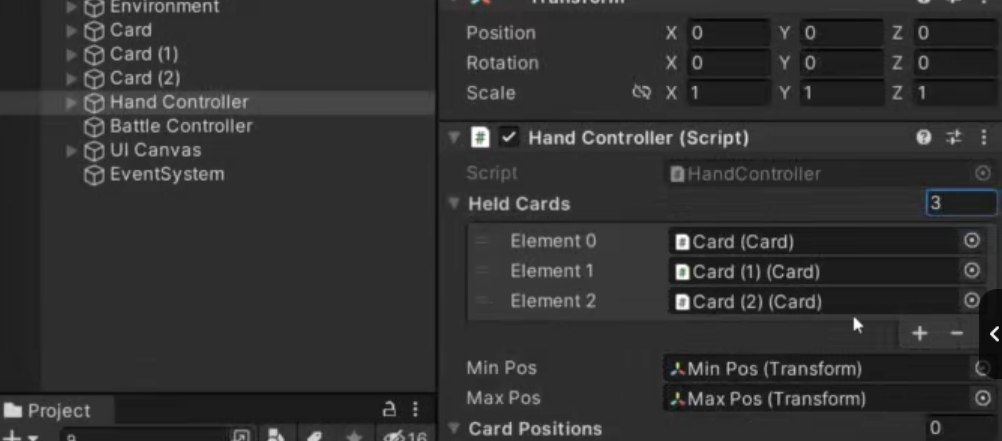 Environment
Card
Card (1)
Card (2)
Hand Controller
Battle Controller
UI Canvas
EventSystem
Project
16
Transform
Position X 0 Y 0 Z 0
Rotation X 0 Y 0 Z 0
Scale X 1 Y 1 Z 1
Hand Controller (Script)
Script HandController
Held Cards 3
Element 0 Card (Card)
Element 1 Card (1) (Card)
Element 2 Card (2) (Card)
Min Pos Min Pos (Transform)
Max Pos Max Pos (Transform)
Card Positions 0